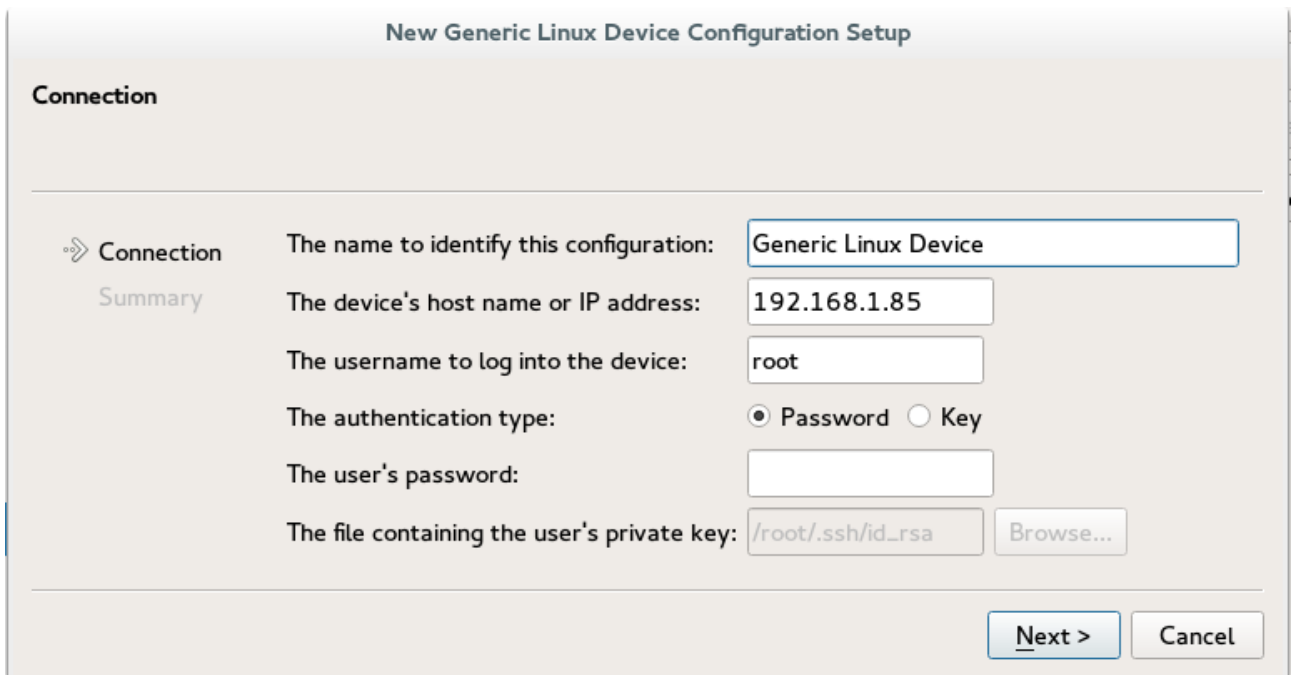 New Generic Linux Device Configuration Setup
Connection
Connection
Summary
The name to identify this configuration: Generic Linux Device
The device's host name or IP address: 192.168.1.85
The username to log into the device: root
The authentication type: Password Key
The user's password:
The file containing the user's private key: /root/.ssh/id_rsa Browse...
Next > Cancel